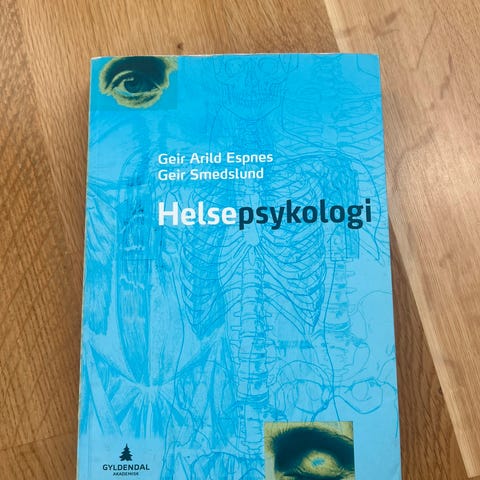 Geir Arild Espnes
Geir Smedslund
Helsepsykologi
GYLDENDAL
AKADEMISK